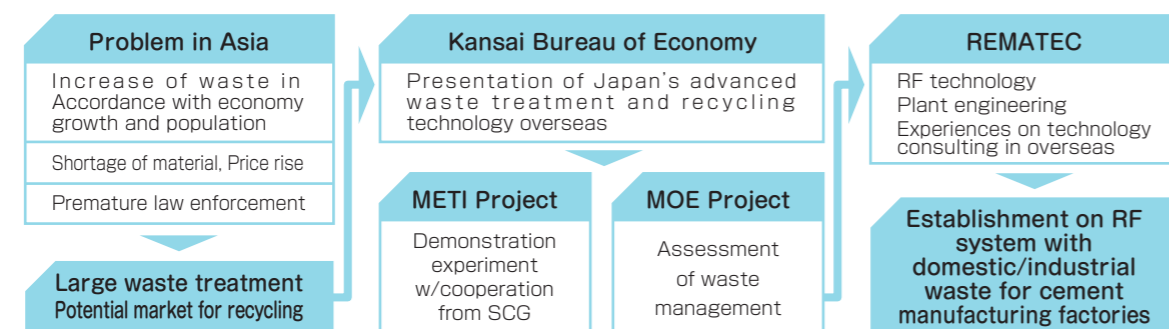 Problem in Asia
Increase of waste in
Accordance with economy
growth and population
Shortage of material, Price rise
Premature law enforcement
Large waste treatment
Potential market for recycling
Kansai Bureau of Economy
Presentation of Japan's advanced
waste treatment and recycling
technology overseas
METI Project
Demonstration
experiment
w/cooperation
from SCG
MOE Project
Assessment
of waste
management
REMATEC
RF technology
Plant engineering
Experiences on technology
consulting in overseas
Establishment on RF
system with
domestic/industrial
waste for cement
manufacturing factories